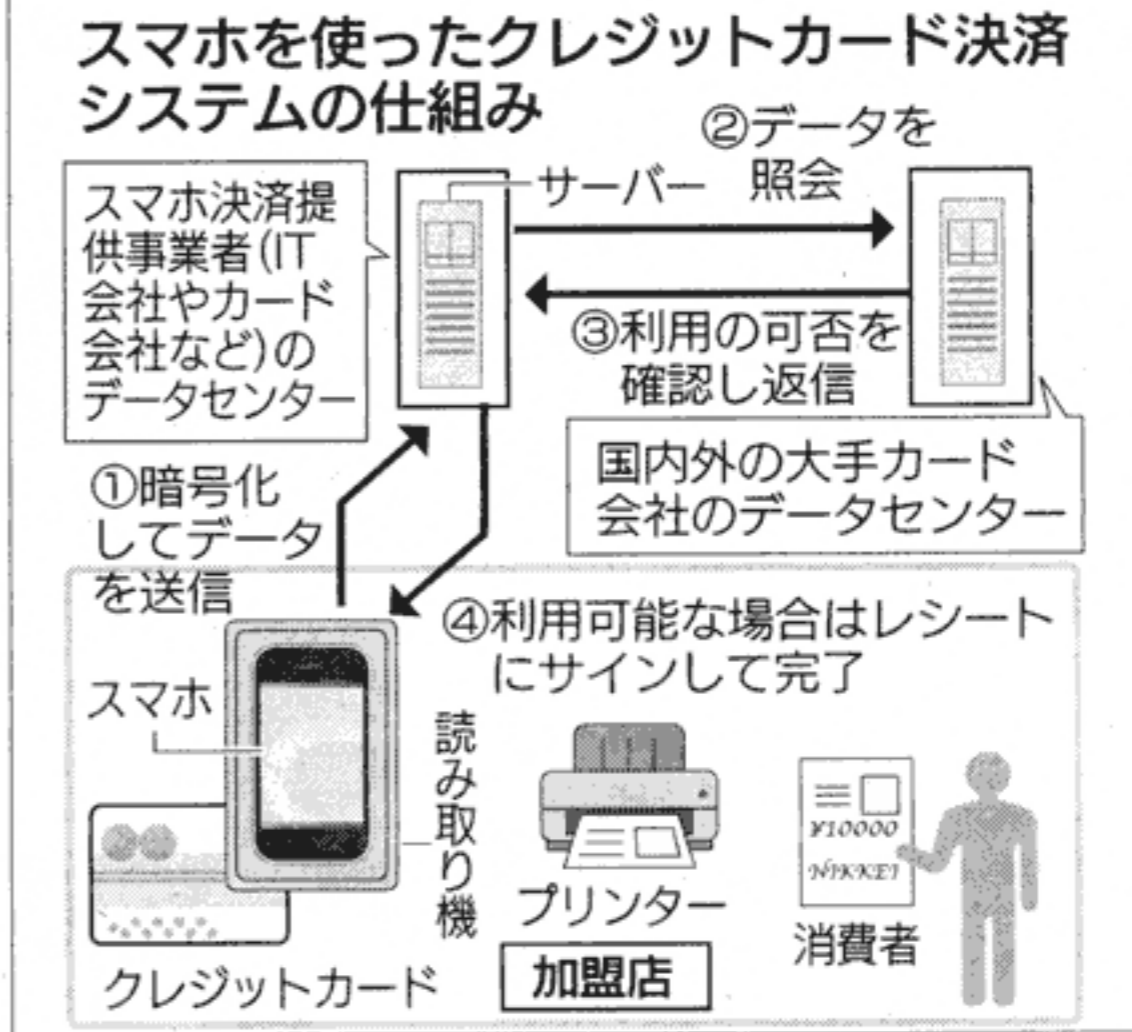 スマホを使ったクレジットカード決済
システムの仕組み
②データを
照会
サーバー
スマホ決済提
供事業者(IT
会社やカード
会社など)の
データセンター
③利用の可否を
確認し返信
国内外の大手カード
会社のデータセンター
①暗号化
してデータ
を送信
④利用可能な場合はレシート
にサインして完了
スマホ
読み取り機
¥10000
NIKKEI
プリンター
消費者
クレジットカード
加盟店